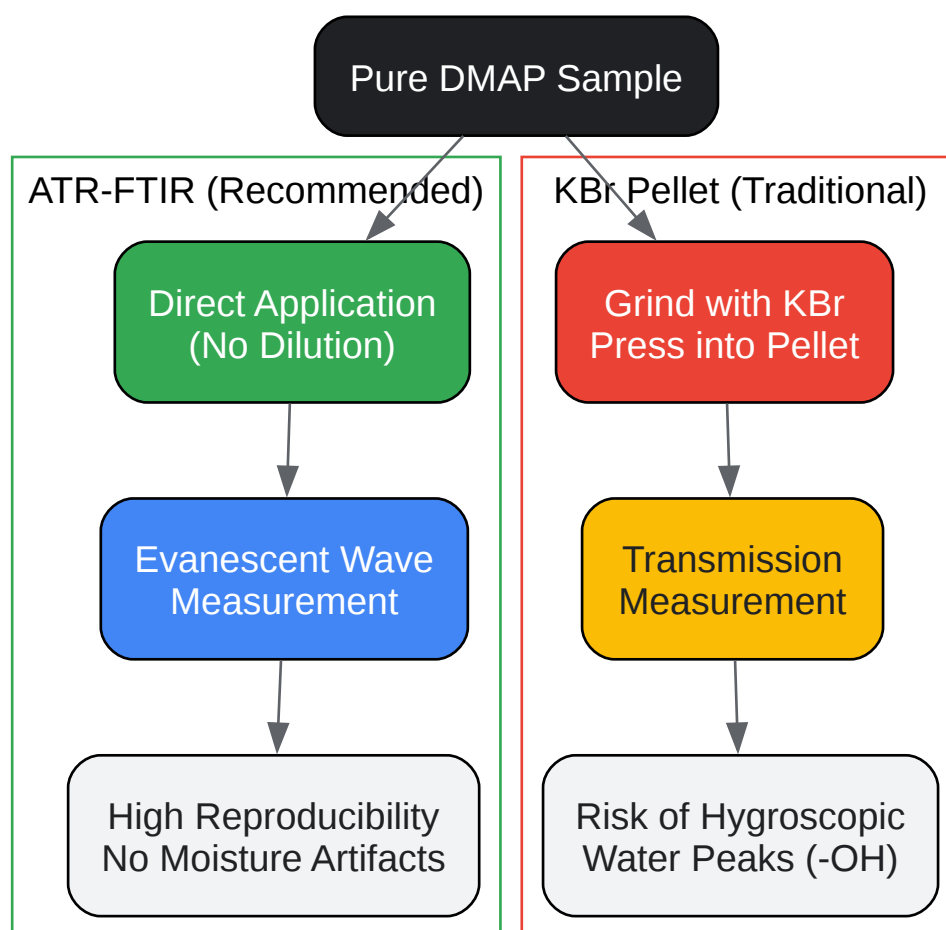 Pure DMAP Sample
ATR-FTIR (Recommended)
Direct Application
(No Dilution)
Evanescent Wave
Measurement
High Reproducibility
No Moisture Artifacts
KBr Pellet (Traditional)
Grind with KBr
Press into Pellet
Transmission
Measurement
Risk of Hygroscopic
Water Peaks (-OH)